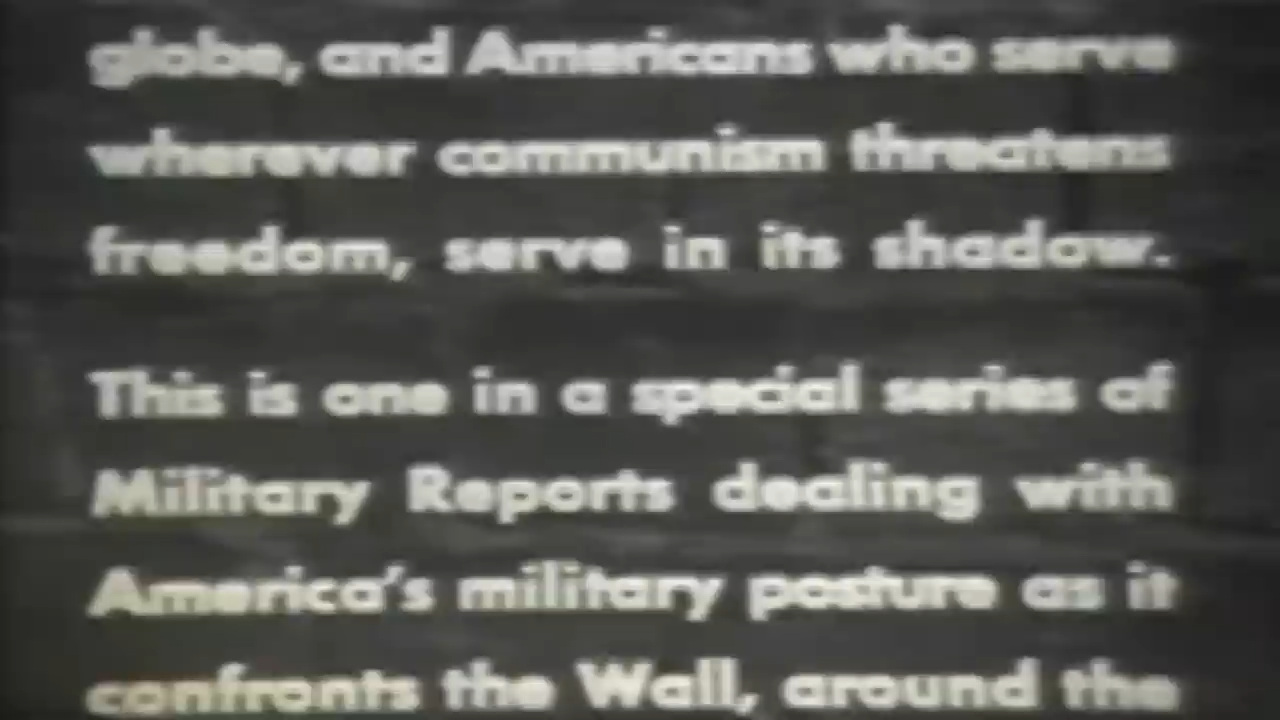 globe, and Americans who serve
wherever communism threatens
freedom, serve in its shadow.
This is one in a special series of
Military Reports dealing with
America's military posture as it
confronts the Wall, around the